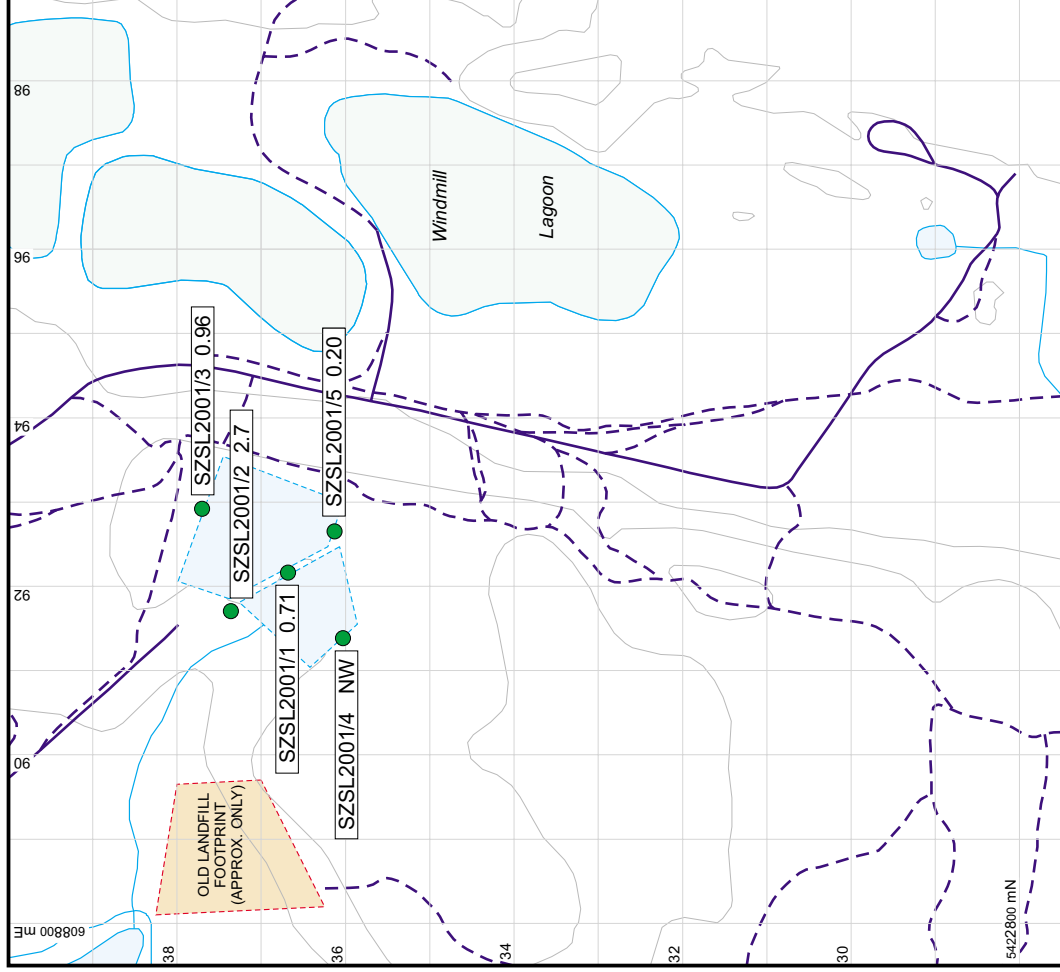 98
Windmill
Lagoon
96
SZSL2001/3 0.96
SZSL2001/5 0.20
94
SZSL2001/2 2.7
92
SZSL2001/1 0.71
SZSL2001/4 NW
90
OLD LANDFILL
FOOTPRINT
(APPROX. ONLY)
608800 mE
38
36
34
32
30
5422800 mN